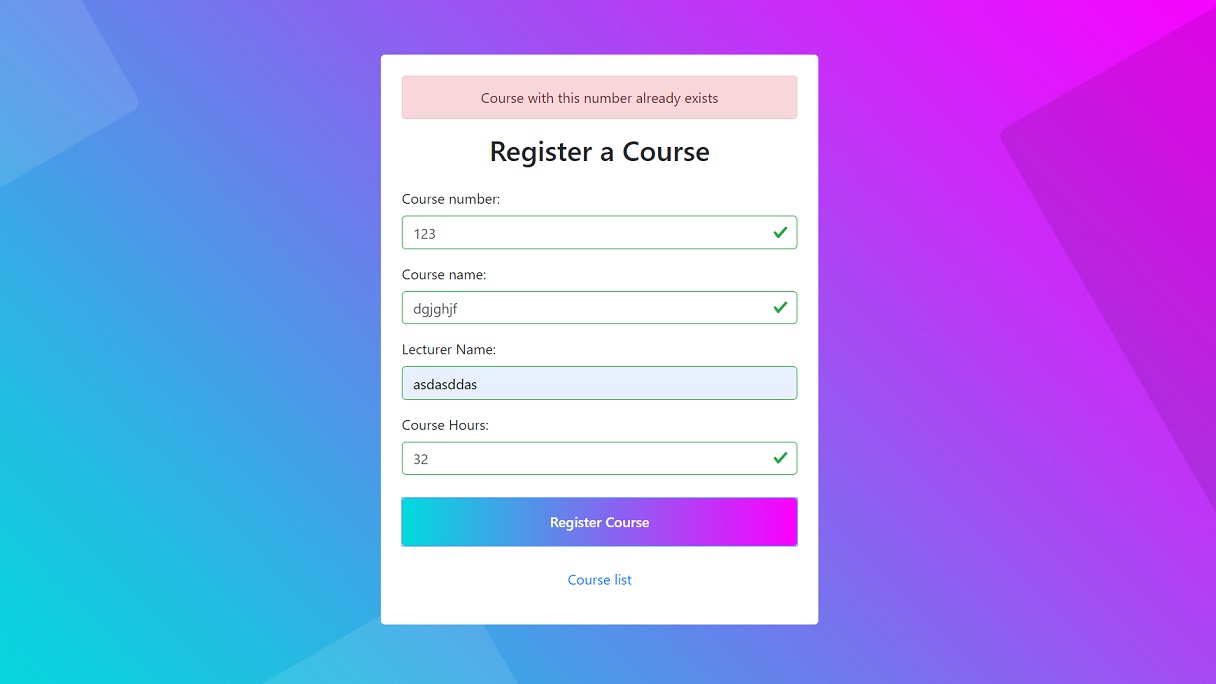 Course with this number already exists
Register a Course
Course number:
123
Course name:
dgjghjf
Lecturer Name:
asdasddas
Course Hours:
32
Register Course
Course list